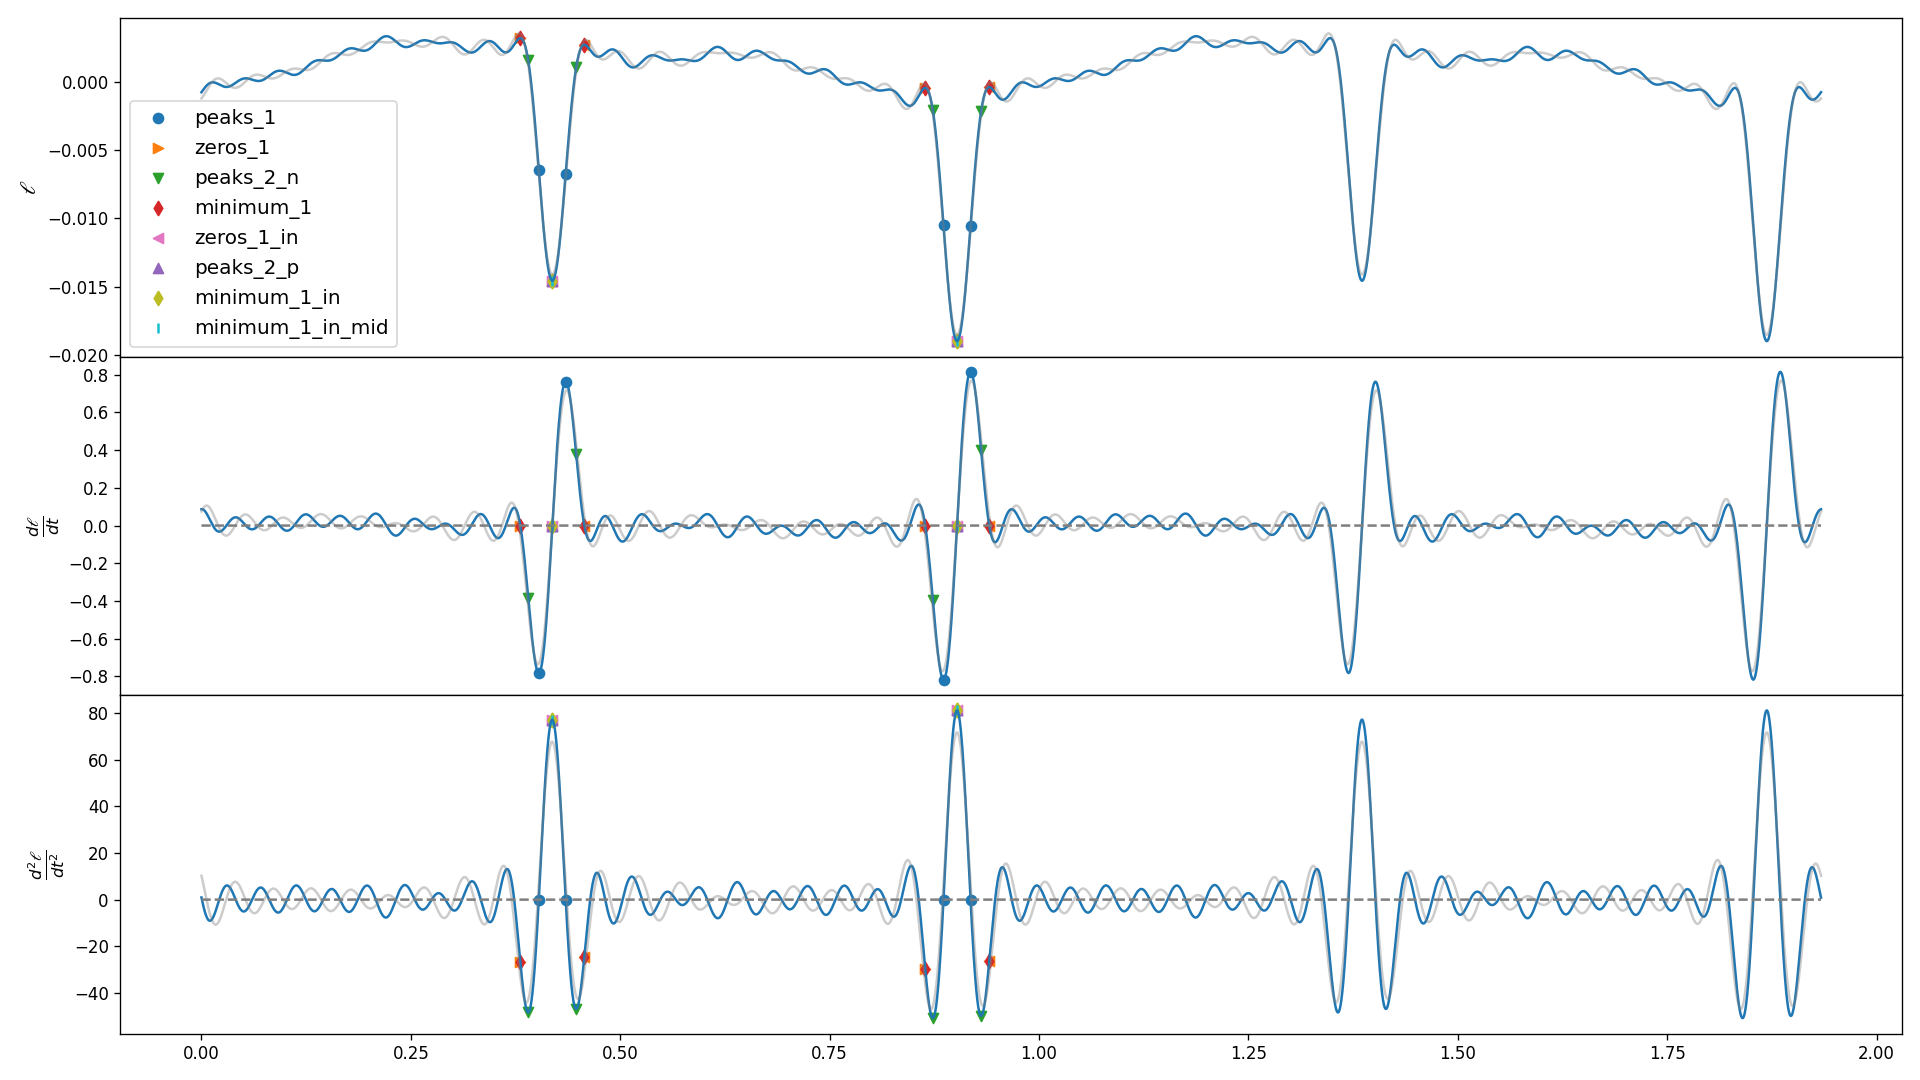 0.000
−0.005
−0.010
−0.015
−0.020
ℓ
peaks_1
zeros_1
peaks_2_n
minimum_1
zeros_1_in
peaks_2_p
minimum_1_in
minimum_1_in_mid
0.8
0.6
0.4
0.2
0.0
−0.2
−0.4
−0.6
−0.8
dℓ/dt
80
60
40
20
0
−20
−40
d²ℓ/dt²
0.00 0.25 0.50 0.75 1.00 1.25 1.50 1.75 2.00